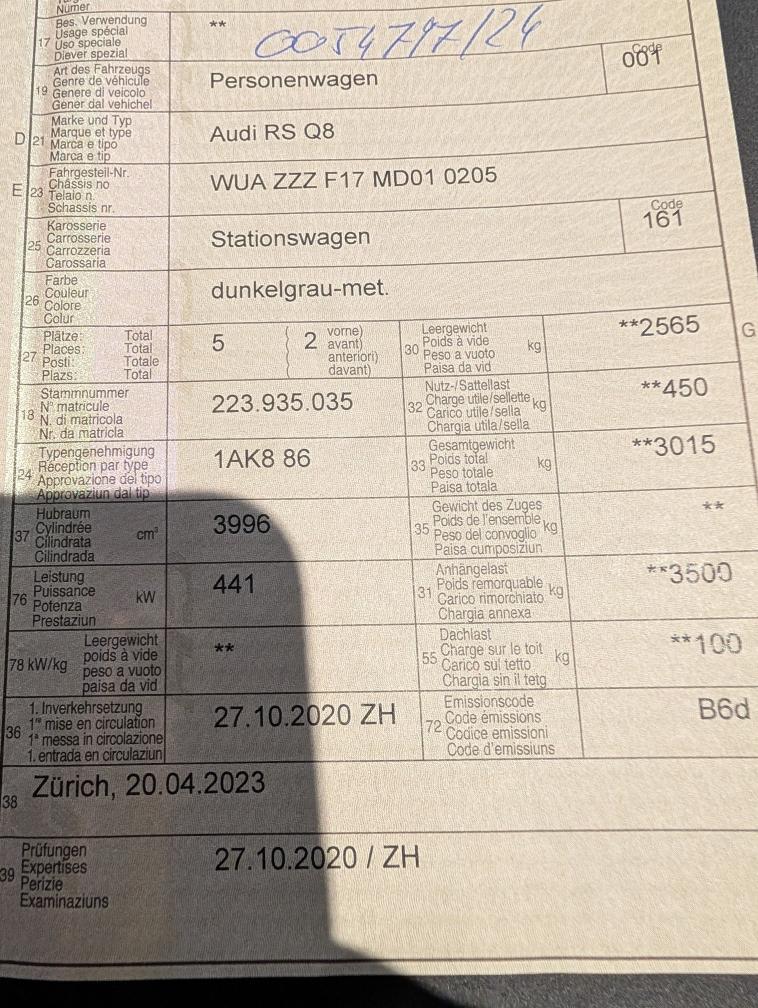 Numer
17
Bes. Verwendung
Usage spécial
Uso speciale
Diever spezial
**
0054797/24
19
Art des Fahrzeugs
Genre de véhicule
Genere di veicolo
Gener dal vehichel
Personenwagen
Code
001
D
21
Marke und Typ
Marque et type
Marca e tipo
Marca e tip
Audi RS Q8
E
23
Fahrgestell-Nr.
Châssis no
Telaio n.
Schassis nr.
WUA ZZZ F17 MD01 0205
25
Karosserie
Carrosserie
Carrozzeria
Carossaria
Stationswagen
Code
161
26
Farbe
Couleur
Colore
Colur
dunkelgrau-met.
27
Plätze: Total
Places: Total
Posti: Totale
Plazs: Total
5
2
vorne)
avant)
anteriori)
davant)
30
Leergewicht
Poids à vide
Peso a vuoto
Paisa da vid
kg
**2565
G
18
Stammnummer
N° matricule
N. di matricola
Nr. da matricla
223.935.035
32
Nutz-/Sattellast
Charge utile/sellette
Carico utile/sella
Chargia utila/sella
kg
**450
24
Typengenehmigung
Réception par type
Approvazione del tipo
Approvaziun dal tip
1AK8 86
33
Gesamtgewicht
Poids total
Peso totale
Paisa totala
kg
**3015
37
Hubraum
Cylindrée
Cilindrata
Cilindrada
cm³
3996
35
Gewicht des Zuges
Poids de l'ensemble
Peso del convoglio
Paisa cumposiziun
kg
**
76
Leistung
Puissance
Potenza
Prestaziun
kW
441
31
Anhängelast
Poids remorquable
Carico rimorchiato
Chargia annexa
kg
**3500
78 kW/kg
Leergewicht
poids à vide
peso a vuoto
paisa da vid
**
55
Dachlast
Charge sur le toit
Carico sul tetto
Chargia sin il tetg
kg
**100
36
1. Inverkehrsetzung
1re mise en circulation
1a messa in circolazione
1. entrada en circulaziun
27.10.2020 ZH
72
Emissionscode
Code émissions
Codice emissioni
Code d'emissiuns
B6d
38
Zürich, 20.04.2023
39
Prüfungen
Expertises
Perizie
Examinaziuns
27.10.2020 / ZH